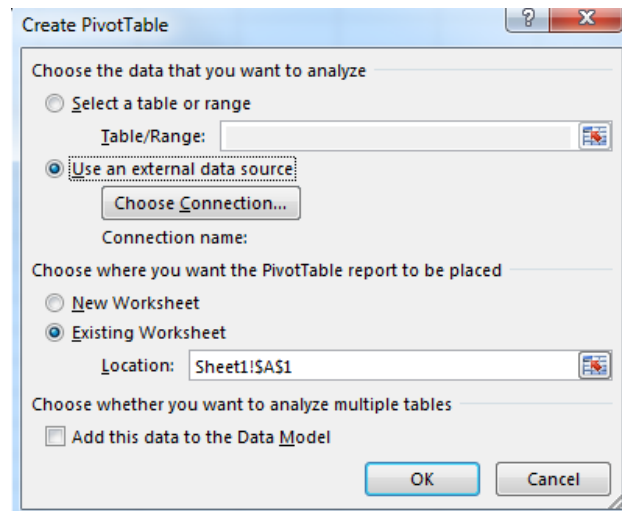 Create PivotTable
? X
Choose the data that you want to analyze
Select a table or range
Table/Range:
Use an external data source
Choose Connection...
Connection name:
Choose where you want the PivotTable report to be placed
New Worksheet
Existing Worksheet
Location: Sheet1!$A$1
Choose whether you want to analyze multiple tables
Add this data to the Data Model
OK Cancel